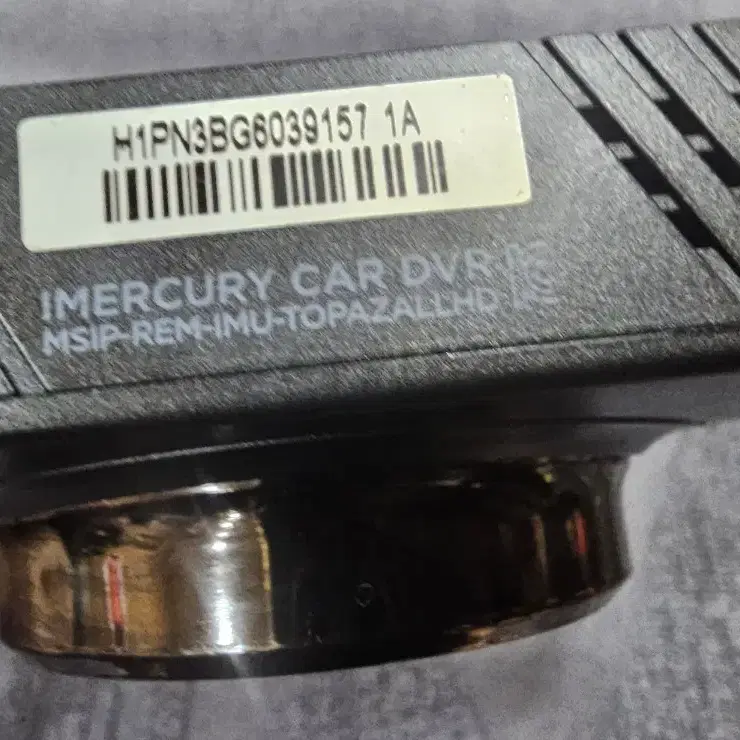 H1PN3BG6039157 1A
IMERCURY CAR DVR
MSIP-REM-IMU-TOPAZALLHD